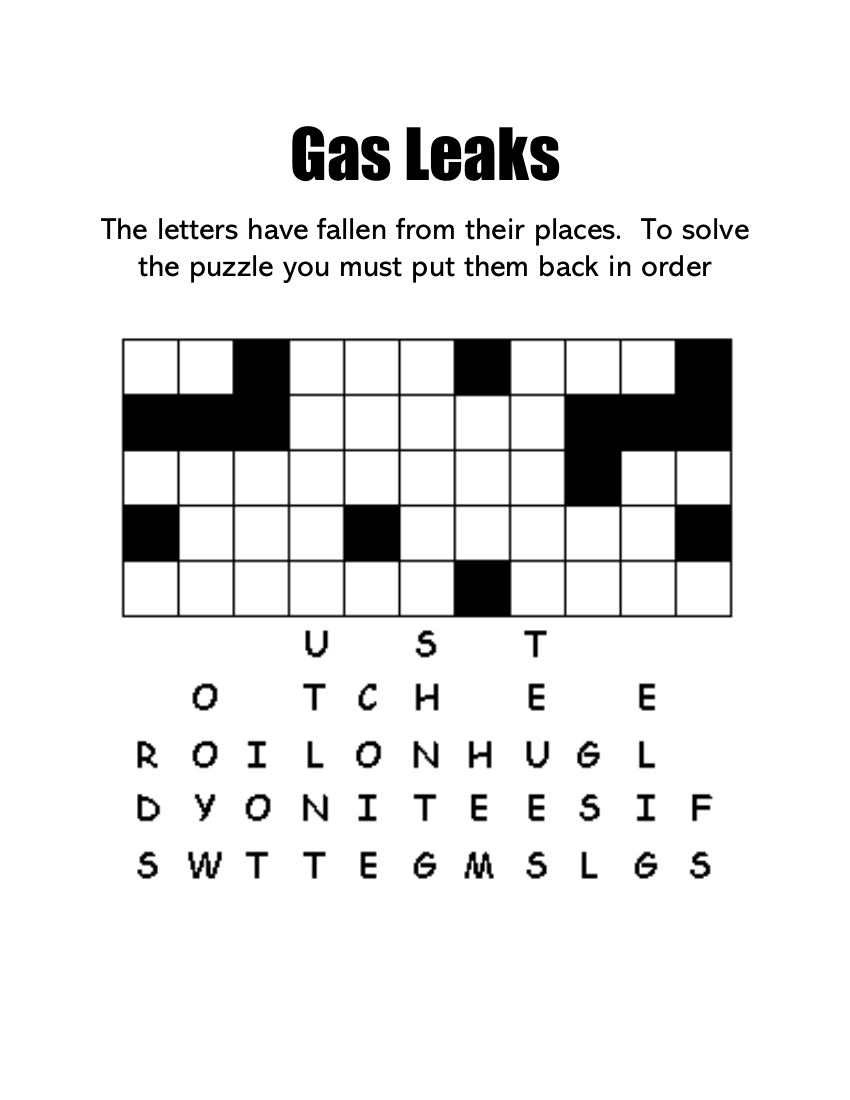 Gas Leaks
The letters have fallen from their places. To solve
the puzzle you must put them back in order
U S T
O T C H E E
R O I L O N H U G L
D Y O N I T E E S I F
S W T T E G M S L G S